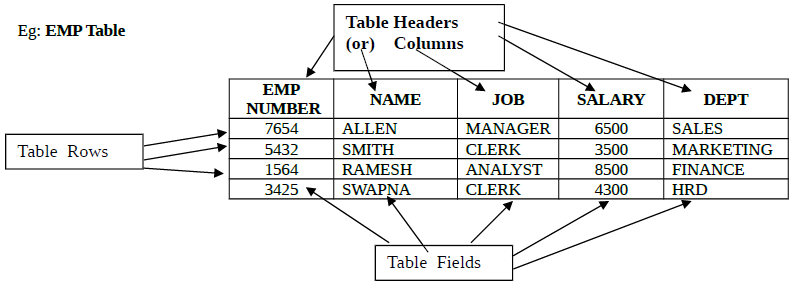 Eg: EMP Table
Table Headers
(or) Columns
EMP NUMBER NAME JOB SALARY DEPT
7654 ALLEN MANAGER 6500 SALES
5432 SMITH CLERK 3500 MARKETING
1564 RAMESH ANALYST 8500 FINANCE
3425 SWAPNA CLERK 4300 HRD
Table Rows
Table Fields